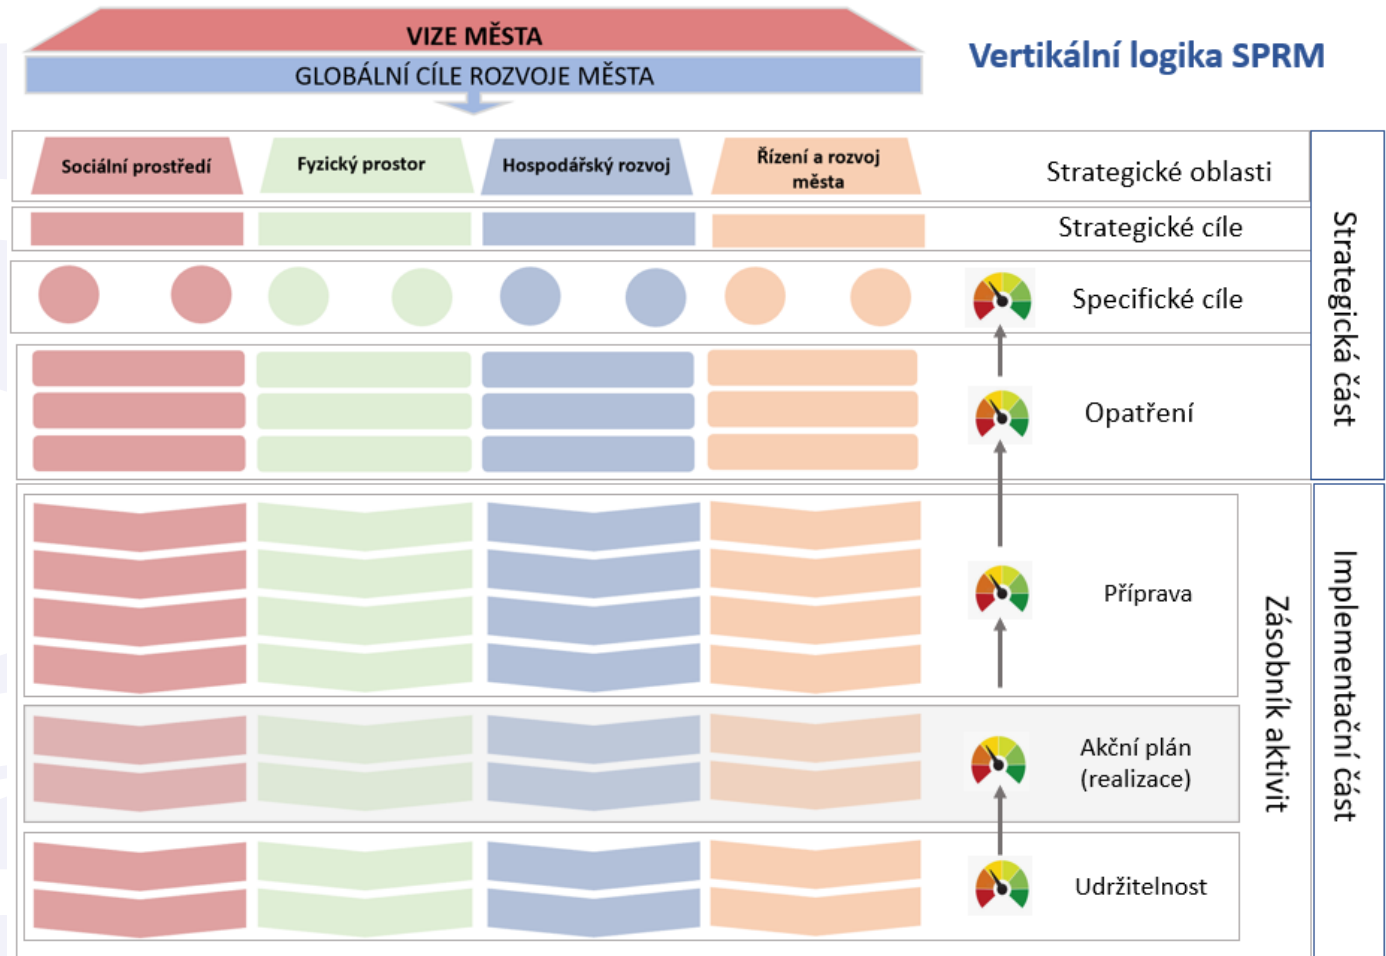 VIZE MĚSTA
GLOBÁLNÍ CÍLE ROZVOJE MĚSTA
Vertikální logika SPRM
Sociální prostředí
Fyzický prostor
Hospodářský rozvoj
Řízení a rozvoj
města
Strategické oblasti
Strategické cíle
Specifické cíle
Opatření
Strategická část
Příprava
Akční plán
(realizace)
Udržitelnost
Zásobník aktivit
Implementační část